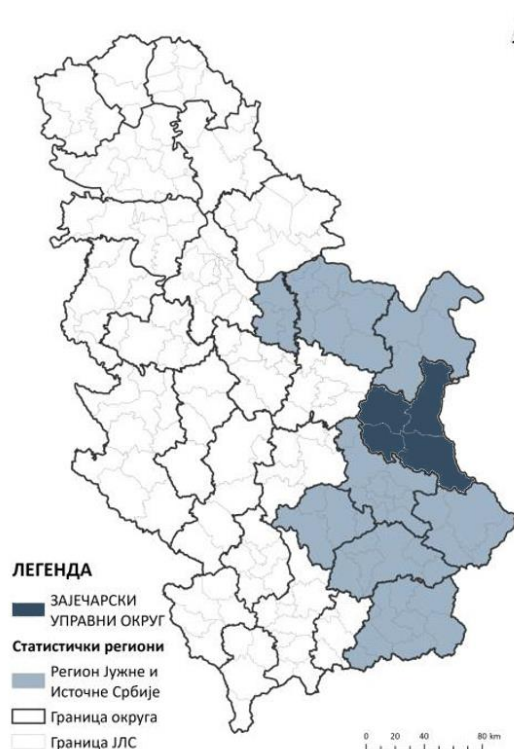 ЛЕГЕНДА
ЗАЈЕЧАРСКИ
УПРАВНИ ОКРУГ
Статистички региони
Регион Јужне и
Источне Србије
Граница округа
Граница ЈЛС
0 20 40 80 km